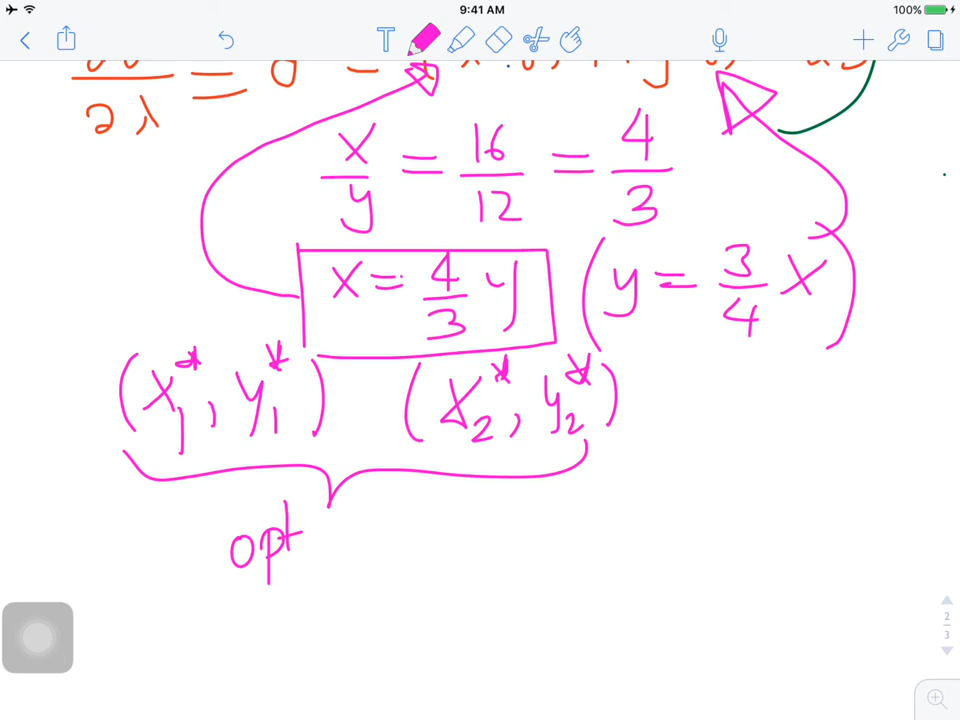 9:41 AM
100%
T
∂λ
x/y = 16/12 = 4/3
x = 4/3 y (y = 3/4 x)
(x₁*, y₁*) (x₂*, y₂*)
opt
2
3